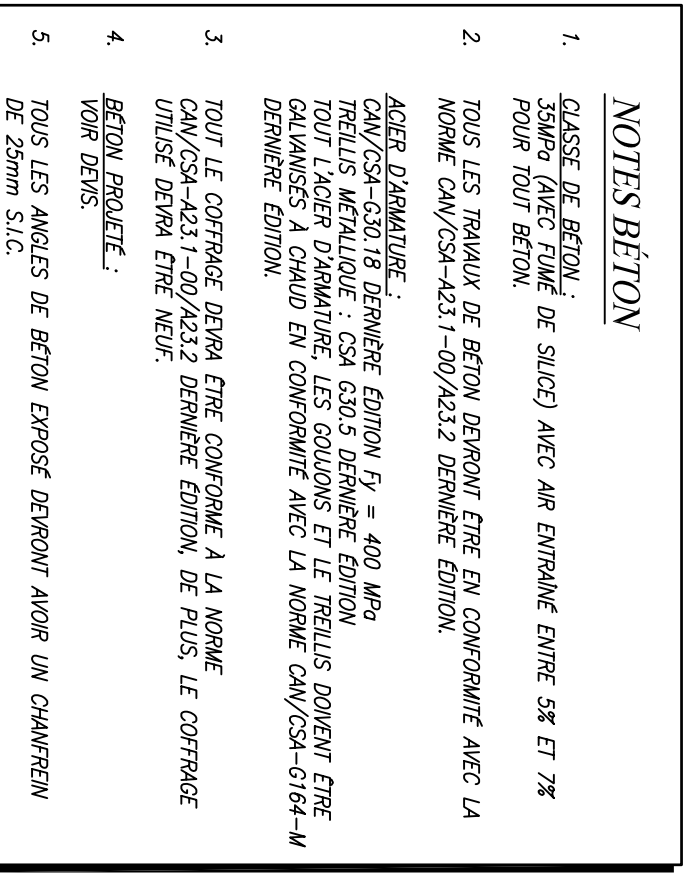 NOTES BÉTON
1. CLASSE DE BÉTON :
35MPa (AVEC FUMÉ DE SILICE) AVEC AIR ENTRAÎNÉ ENTRE 5% ET 7%
POUR TOUT BÉTON.
2. TOUS LES TRAVAUX DE BÉTON DEVRONT ÊTRE EN CONFORMITÉ AVEC LA
NORME CAN/CSA-A23.1-00/A23.2 DERNIÈRE ÉDITION.
ACIER D'ARMATURE :
CAN/CSA-G30.18 DERNIÈRE ÉDITION Fy = 400 MPa
TREILLIS MÉTALLIQUE : CSA G30.5 DERNIÈRE ÉDITION
TOUT L'ACIER D'ARMATURE, LES GOUJONS ET LE TREILLIS DOIVENT ÊTRE
GALVANISÉS À CHAUD EN CONFORMITÉ AVEC LA NORME CAN/CSA-G164-M
DERNIÈRE ÉDITION.
3. TOUT LE COFFRAGE DEVRA ÊTRE CONFORME À LA NORME
CAN/CSA-A23.1-00/A23.2 DERNIÈRE ÉDITION, DE PLUS, LE COFFRAGE
UTILISÉ DEVRA ÊTRE NEUF.
4. BÉTON PROJETÉ :
VOIR DEVIS.
5. TOUS LES ANGLES DE BÉTON EXPOSÉ DEVRONT AVOIR UN CHANFREIN
DE 25mm S.I.C.